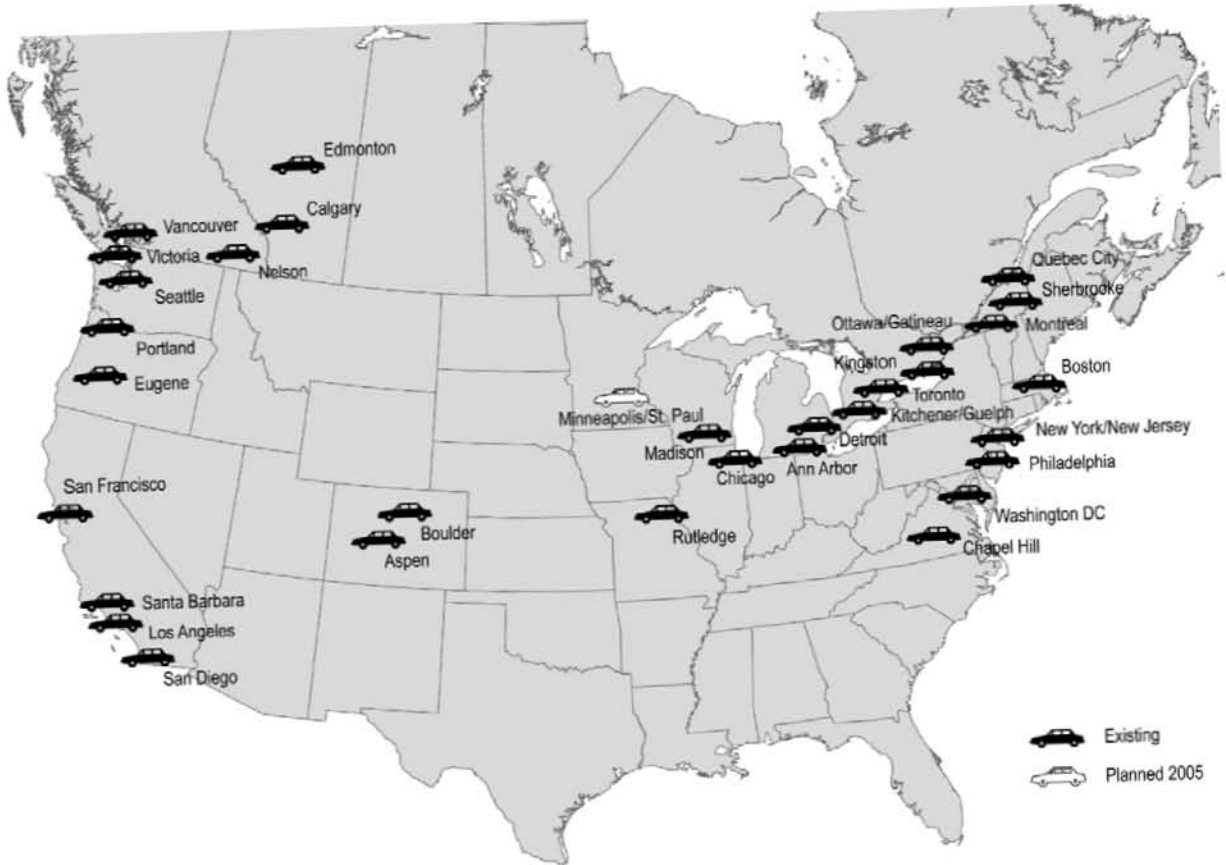 Edmonton
Calgary
Vancouver
Victoria
Nelson
Seattle
Portland
Eugene
Quebec City
Sherbrooke
Ottawa/Gatineau
Montreal
Kingston
Boston
Toronto
Minneapolis/St. Paul
Kitchener/Guelph
Madison
Detroit
New York/New Jersey
Chicago
Ann Arbor
Philadelphia
San Francisco
Washington DC
Boulder
Rutledge
Chapel Hill
Aspen
Santa Barbara
Los Angeles
San Diego
Existing
Planned 2005